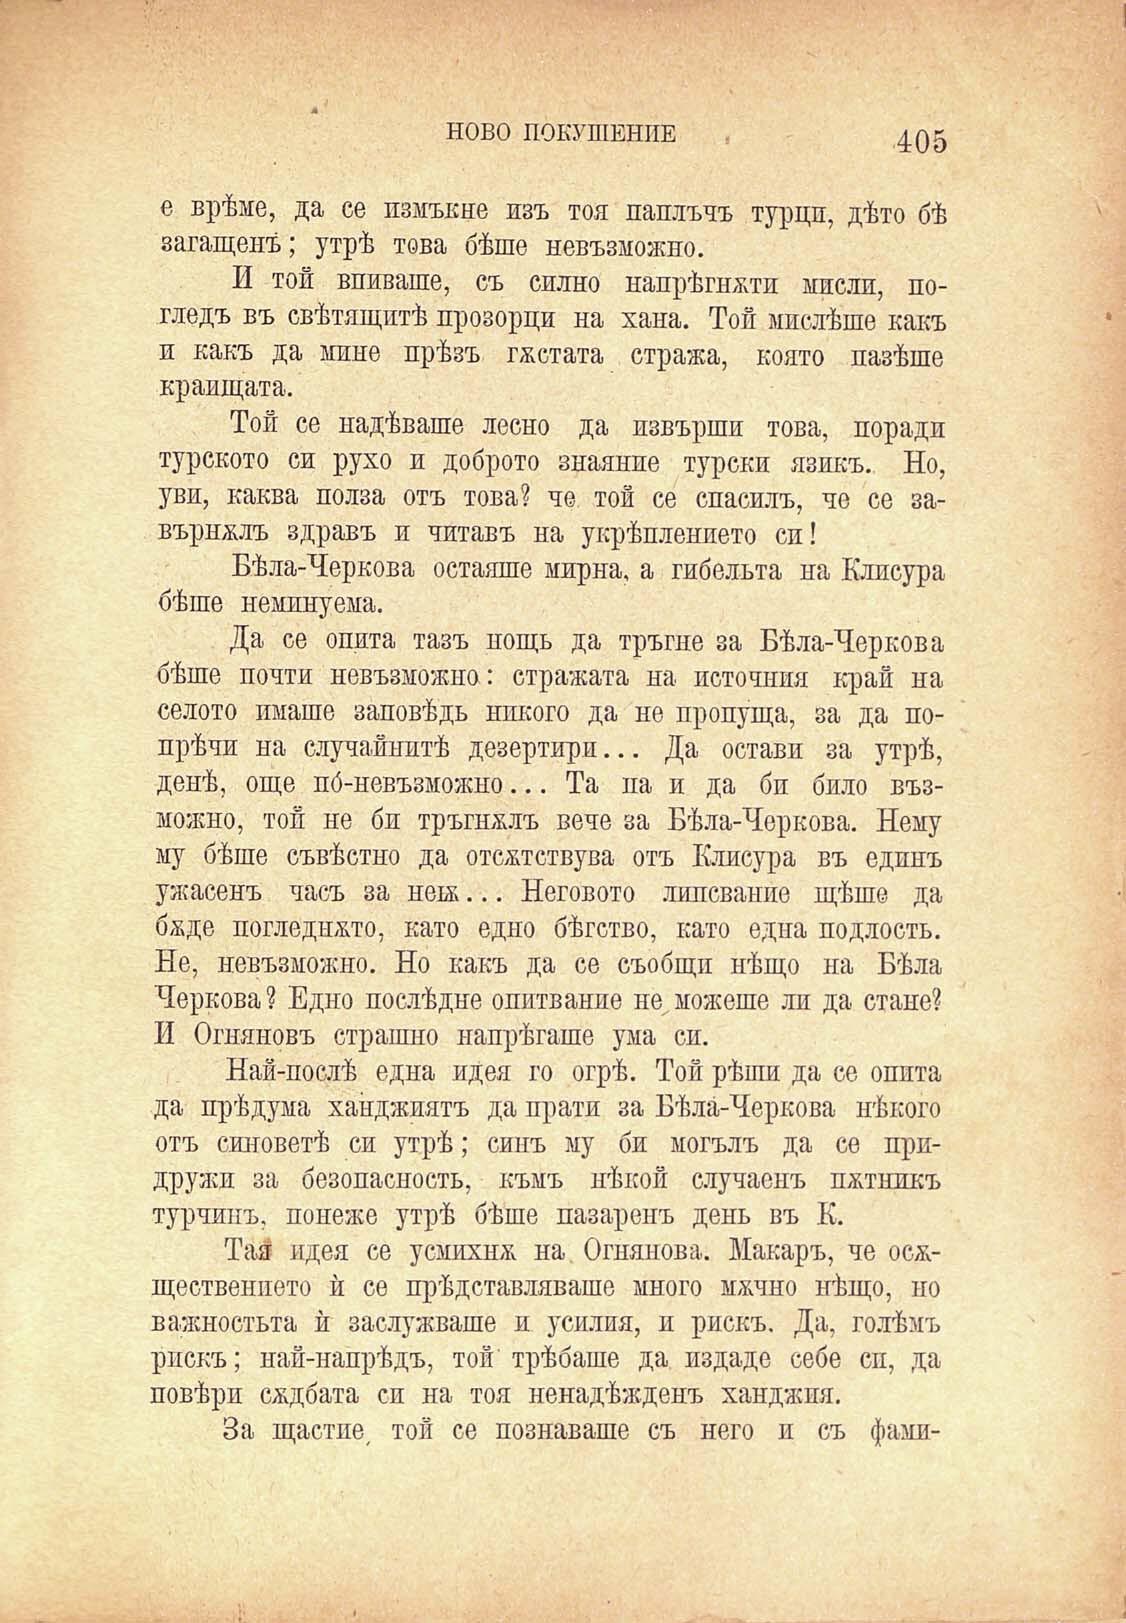 НОВО ПОКУШЕНИЕ 405
е врѣме, да се измъкне изъ тоя паплъчъ турци, дѣто бѣ
загащенъ; утрѣ това бѣше невъзможно.
И той впиваше, съ силно напрѣгнѫти мисли, по-
гледъ въ свѣтящитѣ прозорци на хана. Той мислѣше какъ
и какъ да мине прѣзъ гѫстата стража, която пазѣше
краищата.
Той се надѣваше лесно да извърши това, поради
турското си рухо и доброто знаяние турски язикъ. Но,
уви, каква полза отъ това? че той се спасилъ, че се за-
върнѫлъ здравъ и читавъ на укрѣплението си!
Бѣла-Черкова остаяше мирна, а гибельта на Клисура
бѣше неминуема.
Да се опита тазъ нощь да тръгне за Бѣла-Черкова
бѣше почти невъзможно: стражата на источния край на
селото имаше заповѣдь никого да не пропуща, за да по-
прѣчи на случайнитѣ дезертири... Да остави за утрѣ,
денѣ, още по́-невъзможно... Та па и да би било въз-
можно, той не би тръгнѫлъ вече за Бѣла-Черкова. Нему
му бѣше съвѣстно да отсѫтствува отъ Клисура въ единъ
ужасенъ часъ за неѭ... Неговото липсвание щѣше да
бѫде погледнѫто, като едно бѣгство, като една подлость.
Не, невъзможно. Но какъ да се съобщи нѣщо на Бѣла
Черкова? Едно послѣдне опитвание не можеше ли да стане?
И Огняновъ страшно напрѣгаше ума си.
Най-послѣ една идея го огрѣ. Той рѣши да се опита
да прѣдума ханджиятъ да прати за Бѣла-Черкова нѣкого
отъ синоветѣ си утрѣ; синъ му би могълъ да се при-
дружи за безопасность, къмъ нѣкой случаенъ пѫтникъ
турчинъ, понеже утрѣ бѣше пазаренъ день въ К.
Тая идея се усмихнѫ на Огнянова. Макаръ, че осѫ-
ществението ѝ се прѣдставляваше много мѫчно нѣщо, но
важностьта ѝ заслужваше и усилия, и рискъ. Да, голѣмъ
рискъ; най-напрѣдъ, той трѣбаше да издаде себе си, да
повѣри сѫдбата си на тоя ненадѣжденъ ханджия.
За щастие, той се познаваше съ него и съ фами-